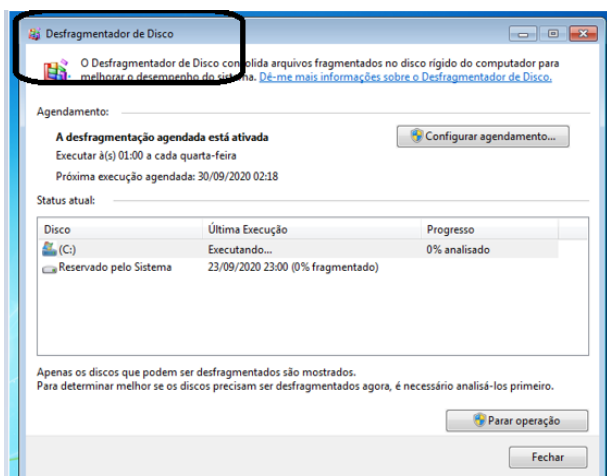 Desfragmentador de Disco
O Desfragmentador de Disco consolida arquivos fragmentados no disco rígido do computador para
melhorar o desempenho do sistema. Dê-me mais informações sobre o Desfragmentador de Disco.
Agendamento:
A desfragmentação agendada está ativada
Configurar agendamento...
Executar à(s) 01:00 a cada quarta-feira
Próxima execução agendada: 30/09/2020 02:18
Status atual:
Disco Última Execução Progresso
(C:) Executando... 0% analisado
Reservado pelo Sistema 23/09/2020 23:00 (0% fragmentado)
Apenas os discos que podem ser desfragmentados são mostrados.
Para determinar melhor se os discos precisam ser desfragmentados agora, é necessário analisá-los primeiro.
Parar operação
Fechar